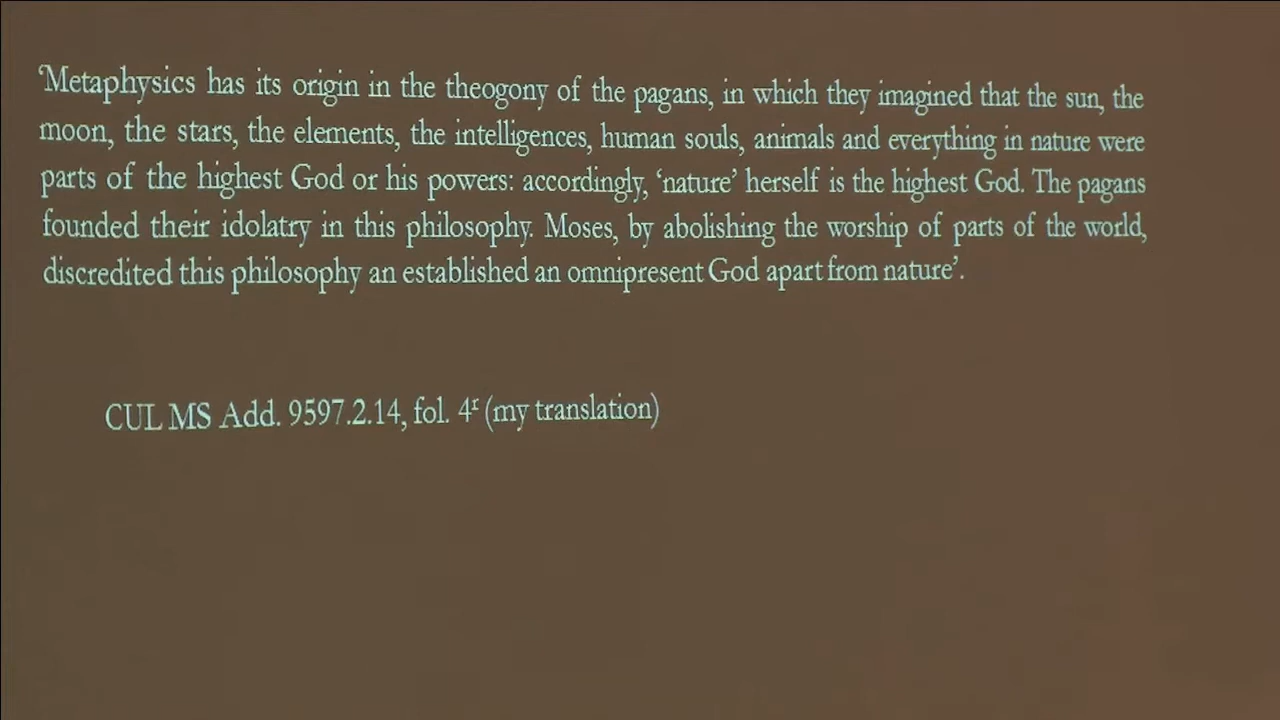 ‘Metaphysics has its origin in the theogony of the pagans, in which they imagined that the sun, the
moon, the stars, the elements, the intelligences, human souls, animals and everything in nature were
parts of the highest God or his powers: accordingly, ‘nature’ herself is the highest God. The pagans
founded their idolatry in this philosophy. Moses, by abolishing the worship of parts of the world,
discredited this philosophy an established an omnipresent God apart from nature’.
CUL MS Add. 9597.2.14, fol. 4ʳ (my translation)